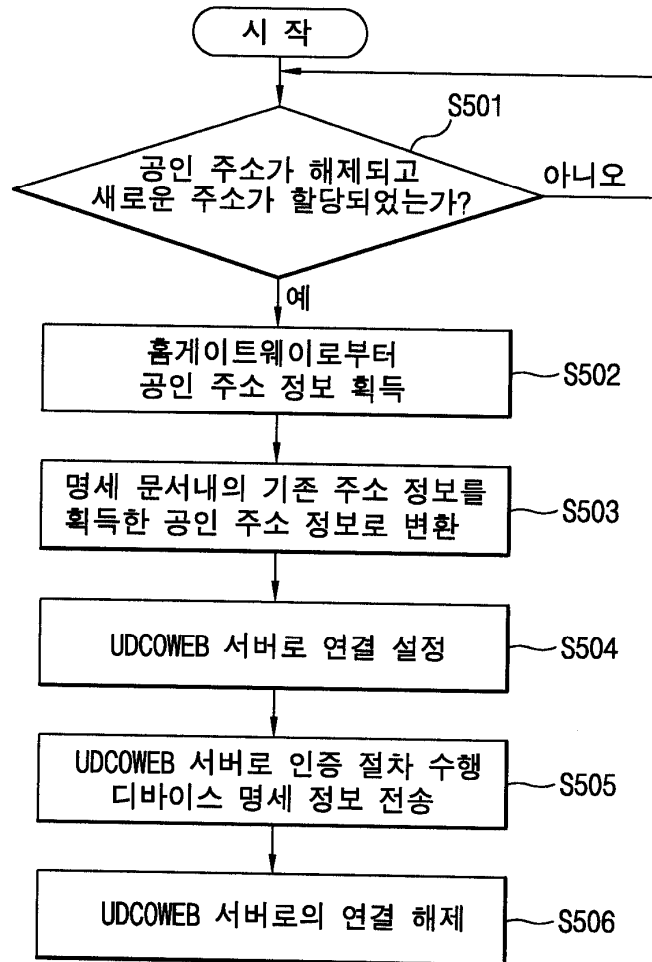 시 작
S501
공인 주소가 해제되고
새로운 주소가 할당되었는가?
아니오
예
홈게이트웨이로부터
공인 주소 정보 획득
S502
명세 문서내의 기존 주소 정보를
획득한 공인 주소 정보로 변환
S503
UDCOWEB 서버로 연결 설정
S504
UDCOWEB 서버로 인증 절차 수행
디바이스 명세 정보 전송
S505
UDCOWEB 서버로의 연결 해제
S506